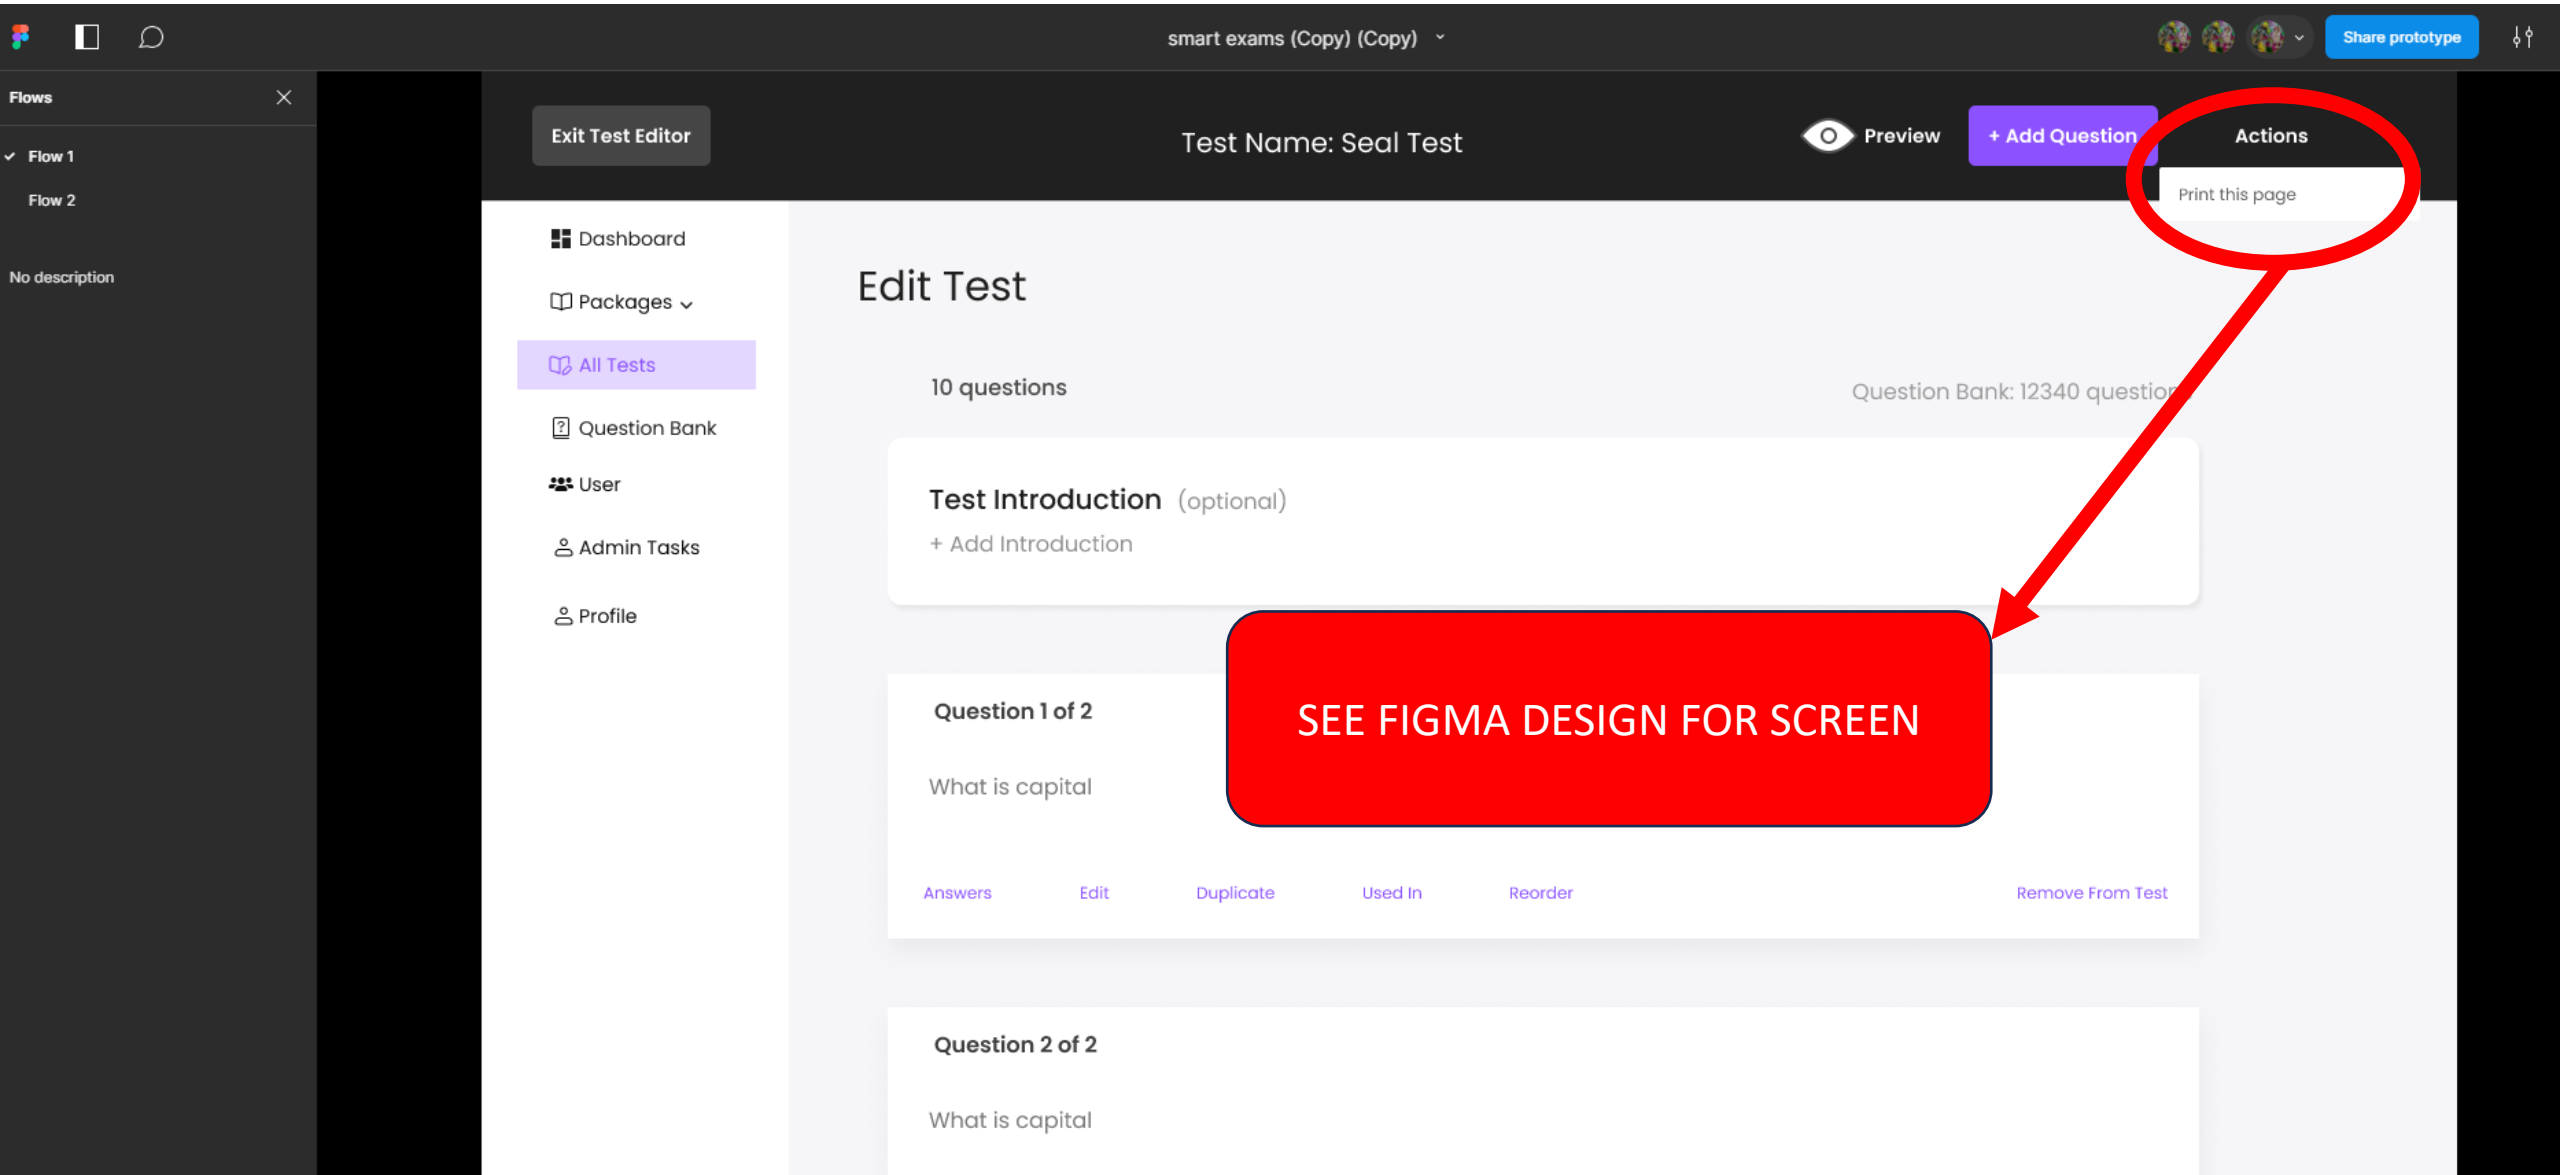 smart exams (Copy) (Copy)
Share prototype
Flows
Flow 1
Flow 2
No description
Exit Test Editor
Test Name: Seal Test
Preview
+ Add Question
Actions
Print this page
Dashboard
Packages
All Tests
Question Bank
User
Admin Tasks
Profile
Edit Test
10 questions
Question Bank: 12340 question
Test Introduction (optional)
+ Add Introduction
Question 1 of 2
What is capital
SEE FIGMA DESIGN FOR SCREEN
Answers
Edit
Duplicate
Used In
Reorder
Remove From Test
Question 2 of 2
What is capital